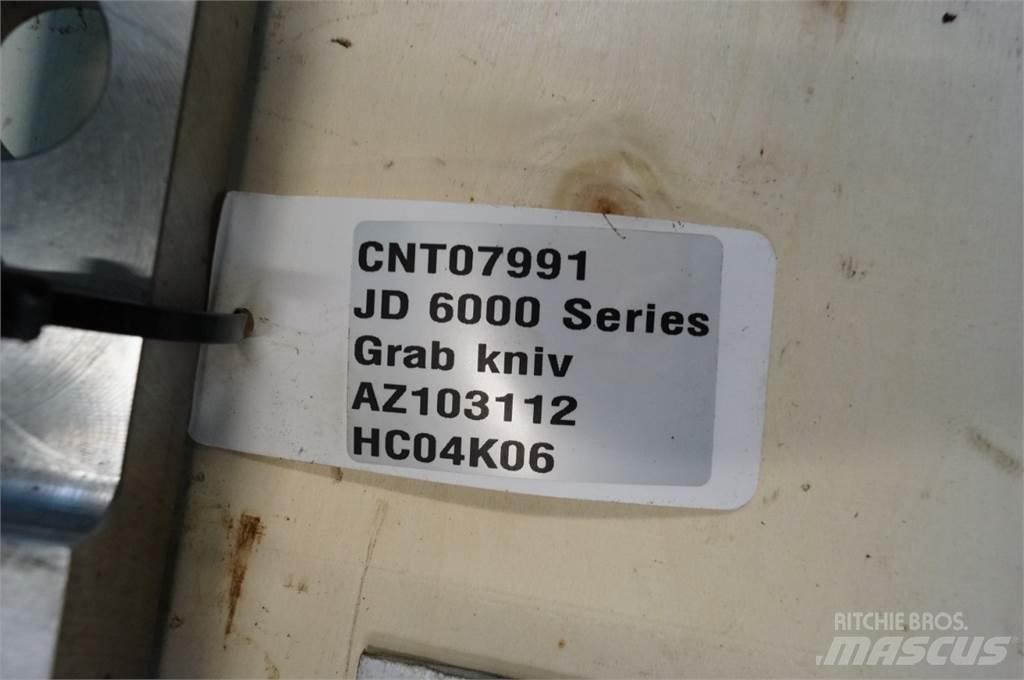 CNT07991
JD 6000 Series
Grab kniv
AZ103112
HC04K06
RITCHIE BROS.
MASCUS